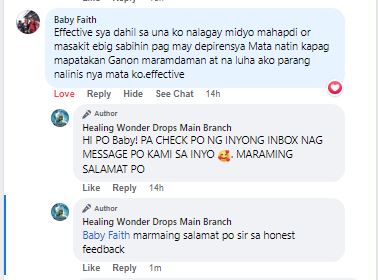 Baby Faith
Effective sya dahil sa una ko nalagay midyo mahapdi or
masakit ebig sabihin pag may depirensya Mata natin kapag
mapatakan Ganon maramdaman at na luha ako parang
nalinis nya mata ko.effective
Love Reply Hide See Chat 14h
Author
Healing Wonder Drops Main Branch
HI PO Baby! PA CHECK PO NG INYONG INBOX NAG
MESSAGE PO KAMI SA INYO 🥰. MARAMING
SALAMAT PO
Like Reply 14h
Author
Healing Wonder Drops Main Branch
Baby Faith marmaing salamat po sir sa honest
feedback
Like Reply 1m